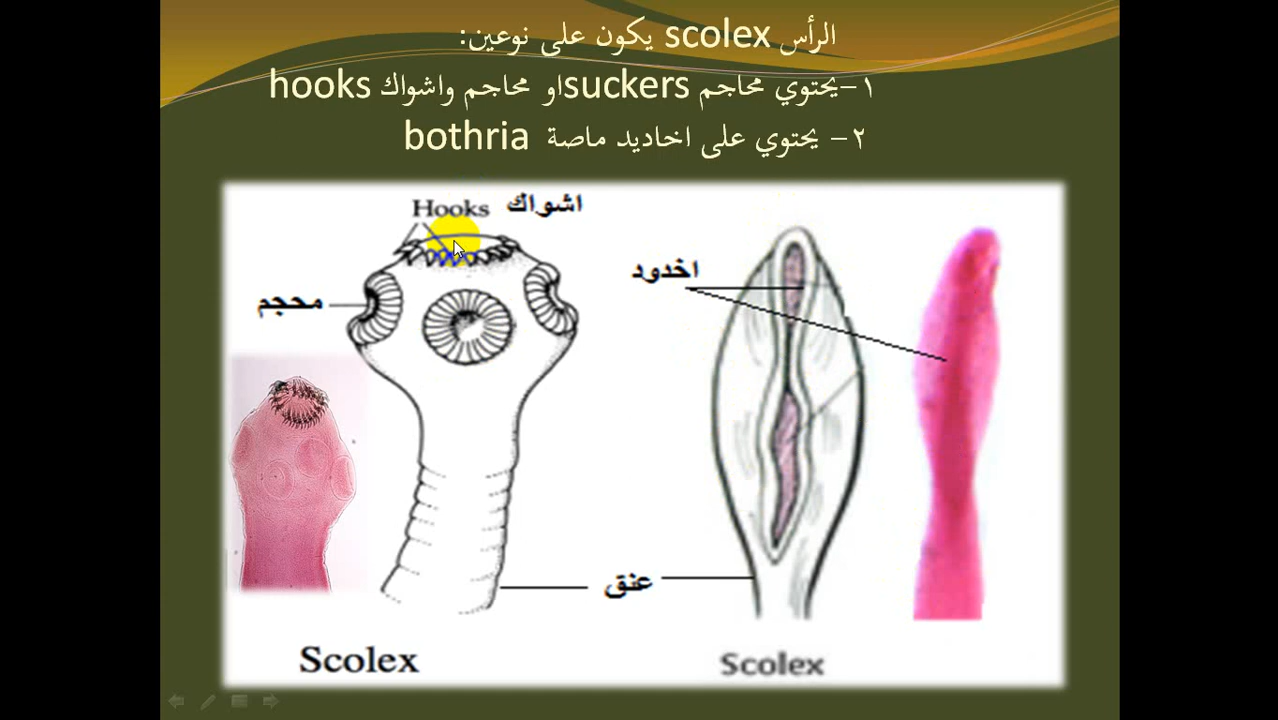 الرأس scolex يكون على نوعين:
١-يحتوي محاجم suckersاو محاجم واشواك hooks
٢- يحتوي على اخاديد ماصة bothria
Hooks اشواك
محجم
اخدود
عنق
Scolex
Scolex